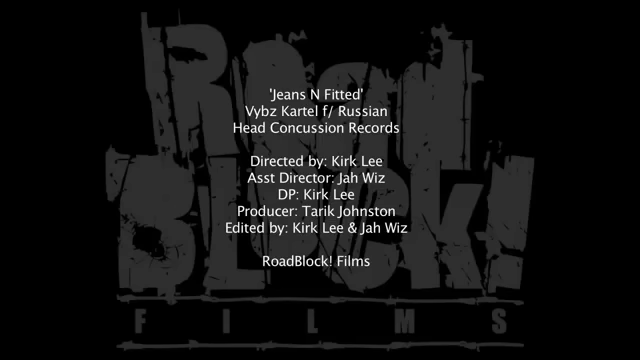 Road
BLOCK!
FILMS
'Jeans N Fitted'
Vybz Kartel f/ Russian
Head Concussion Records
Directed by: Kirk Lee
Asst Director: Jah Wiz
DP: Kirk Lee
Producer: Tarik Johnston
Edited by: Kirk Lee & Jah Wiz
RoadBlock! Films